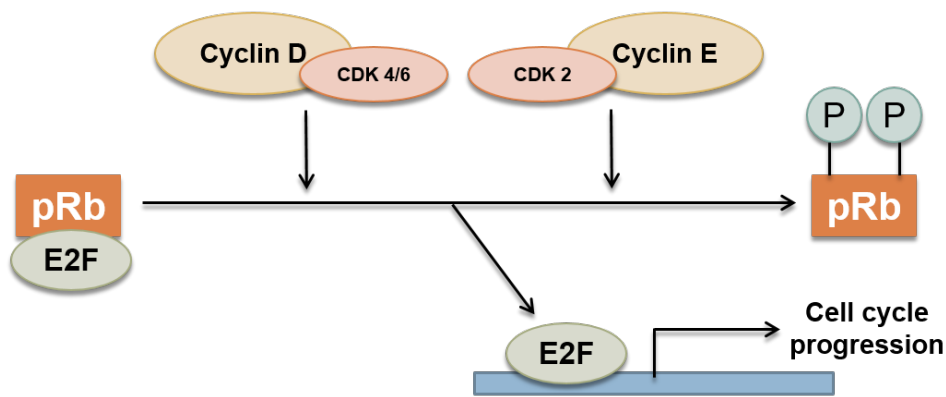 Cyclin D
CDK 4/6
CDK 2
Cyclin E
P
P
pRb
E2F
pRb
E2F
Cell cycle
progression